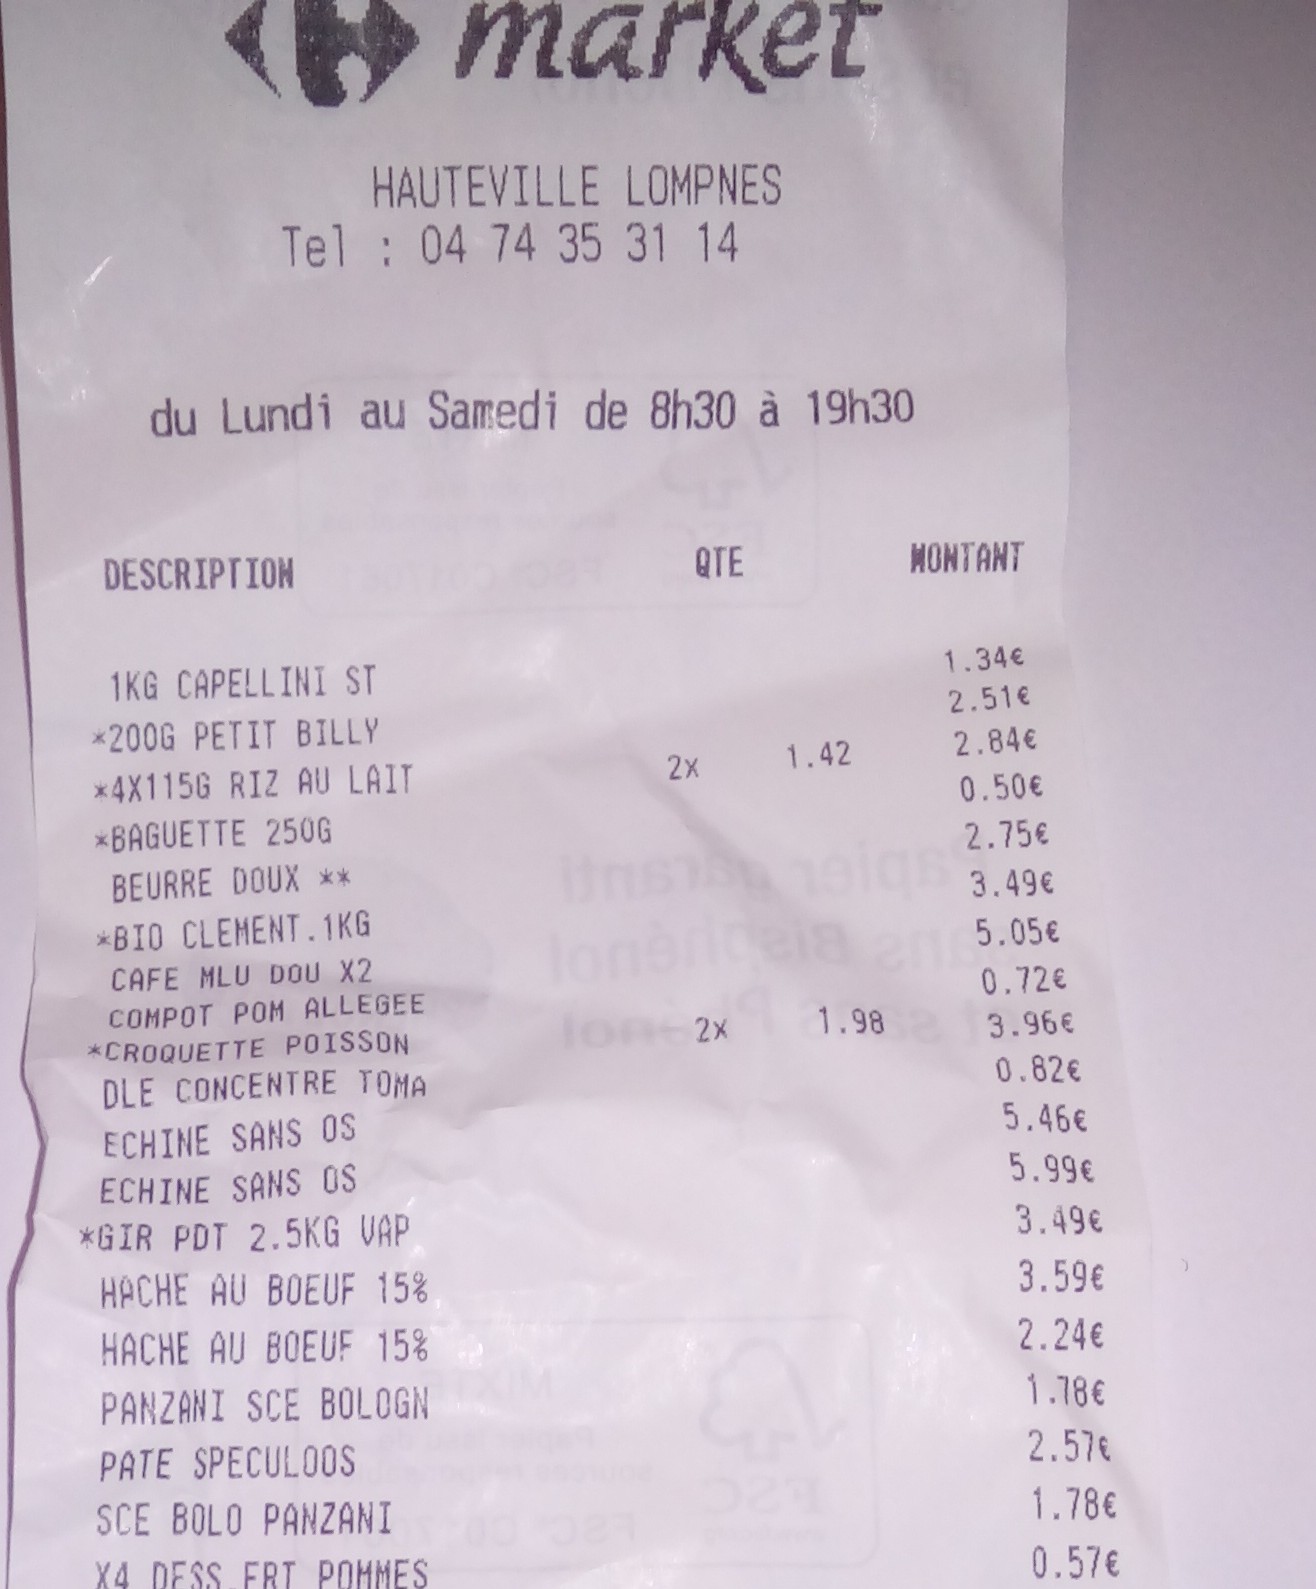 market
HAUTEVILLE LOMPNES
Tel : 04 74 35 31 14
du Lundi au Samedi de 8h30 à 19h30
DESCRIPTION QTE MONTANT
1KG CAPELLINI ST 1.34€
*200G PETIT BILLY 2.51€
*4X115G RIZ AU LAIT 2x 1.42 2.84€
*BAGUETTE 250G 0.50€
BEURRE DOUX ** 2.75€
*BIO CLEMENT.1KG 3.49€
CAFE MLU DOU X2 5.05€
COMPOT POM ALLEGEE 0.72€
*CROQUETTE POISSON 2x 1.98 3.96€
DLE CONCENTRE TOMA 0.82€
ECHINE SANS OS 5.46€
ECHINE SANS OS 5.99€
*GIR PDT 2.5KG VAP 3.49€
HACHE AU BOEUF 15% 3.59€
HACHE AU BOEUF 15% 2.24€
PANZANI SCE BOLOGN 1.78€
PATE SPECULOOS 2.57€
SCE BOLO PANZANI 1.78€
X4 DESS.FRT POMMES 0.57€